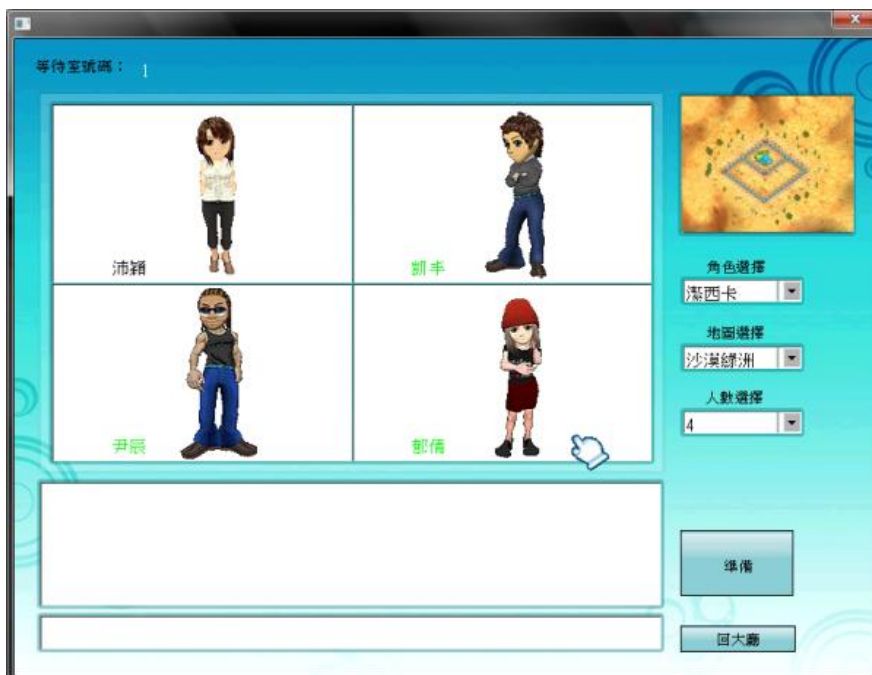 等待室號碼： 1
沛穎
凱丰
尹辰
郁倩
角色選擇
潔西卡
地圖選擇
沙漠綠洲
人數選擇
4
準備
回大廳